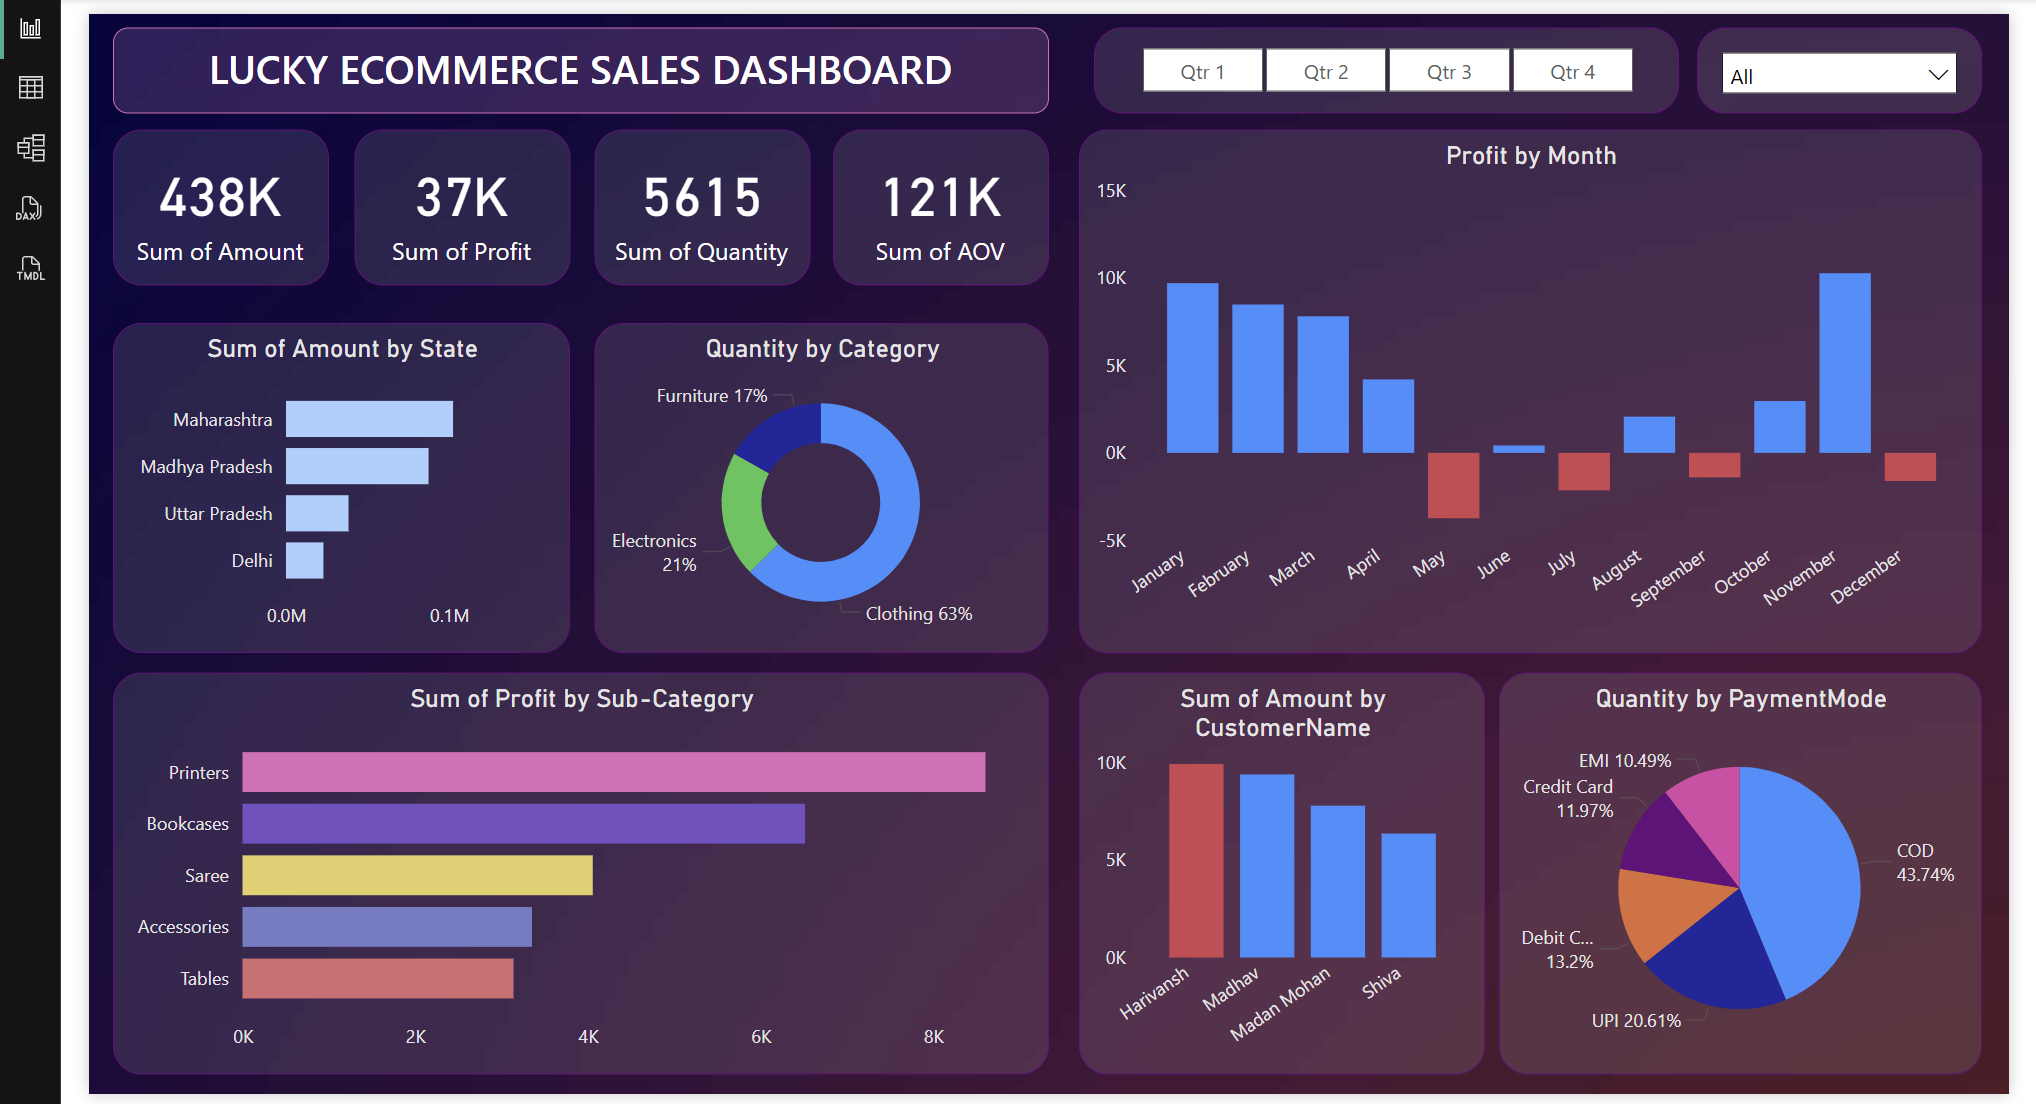 LUCKY ECOMMERCE SALES DASHBOARD
Qtr 1
Qtr 2
Qtr 3
Qtr 4
All
DAX
TMDL
438K
Sum of Amount
37K
Sum of Profit
5615
Sum of Quantity
121K
Sum of AOV
Profit by Month
15K
10K
5K
0K
-5K
January
February
March
April
May
June
July
August
September
October
November
December
Sum of Amount by State
Maharashtra
Madhya Pradesh
Uttar Pradesh
Delhi
0.0M
0.1M
Quantity by Category
Furniture 17%
Electronics
21%
Clothing 63%
Sum of Profit by Sub-Category
Printers
Bookcases
Saree
Accessories
Tables
0K
2K
4K
6K
8K
Sum of Amount by
CustomerName
10K
5K
0K
Harivansh
Madhav
Madan Mohan
Shiva
Quantity by PaymentMode
EMI 10.49%
Credit Card
11.97%
COD
43.74%
Debit C...
13.2%
UPI 20.61%